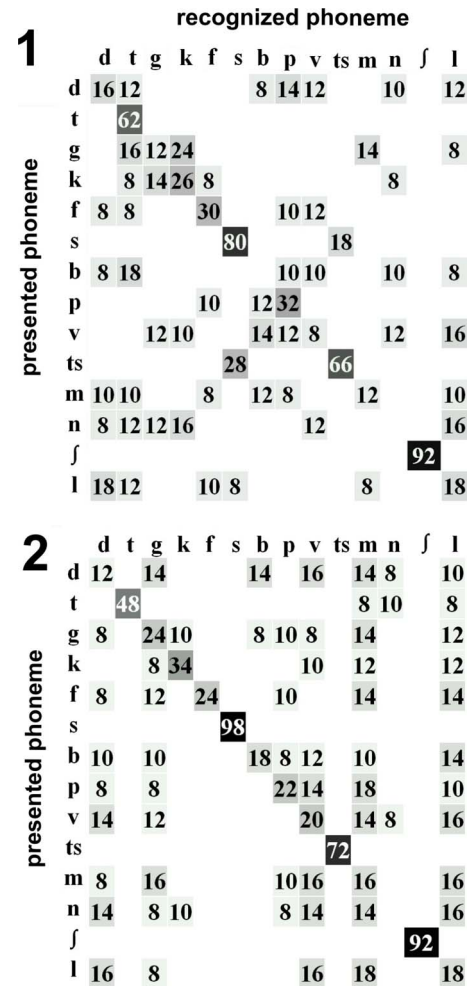 recognized phoneme
1
d t g k f s b p v ts m n ʃ l
presented phoneme
d 16 12 8 14 12 10 12
t 62
g 16 12 24 14 8
k 8 14 26 8 8
f 8 8 30 10 12
s 80 18
b 8 18 10 10 10 8
p 10 12 32
v 12 10 14 12 8 12 16
ts 28 66
m 10 10 8 12 8 12 10
n 8 12 12 16 12 16
ʃ 92
l 18 12 10 8 8 18
2
d t g k f s b p v ts m n ʃ l
presented phoneme
d 12 14 14 16 14 8 10
t 48 8 10 8
g 8 24 10 8 10 8 14 12
k 8 34 10 12 12
f 8 12 24 10 14 14
s 98
b 10 10 18 8 12 10 14
p 8 8 22 14 18 10
v 14 12 20 14 8 16
ts 72
m 8 16 10 16 16 16
n 14 8 10 8 14 14 16
ʃ 92
l 16 8 16 18 18